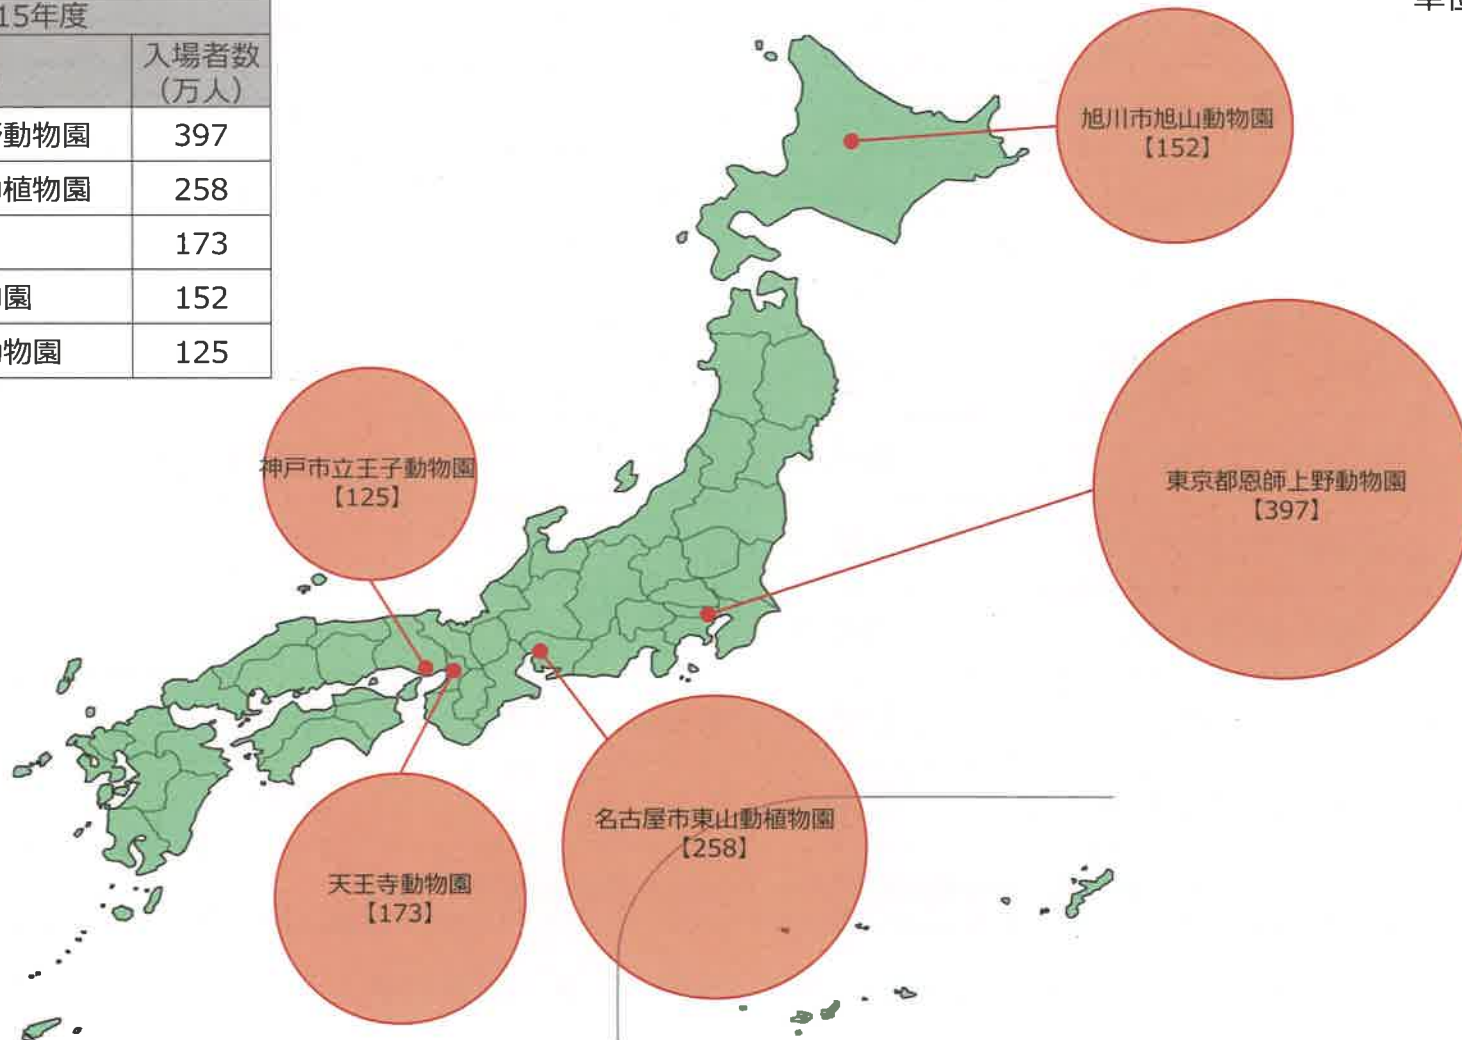 15年度
入場者数
(万人)
動物園 397
植物園 258
173
園 152
物園 125
単位
旭川市旭山動物園
【152】
神戸市立王子動物園
【125】
東京都恩師上野動物園
【397】
名古屋市東山動植物園
【258】
天王寺動物園
【173】